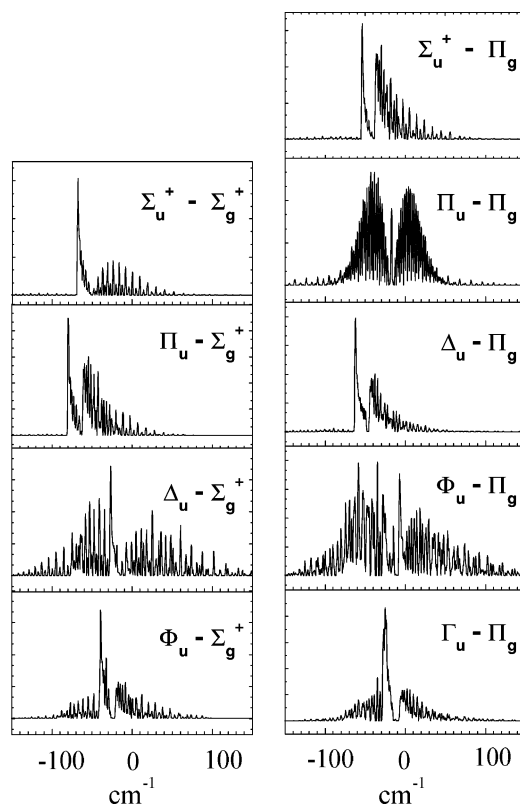 Σu+ - Πg
Σu+ - Σg+
Πu - Πg
Πu - Σg+
Δu - Πg
Δu - Σg+
Φu - Πg
Φu - Σg+
Γu - Πg
-100 0 100
-100 0 100
cm-1
cm-1